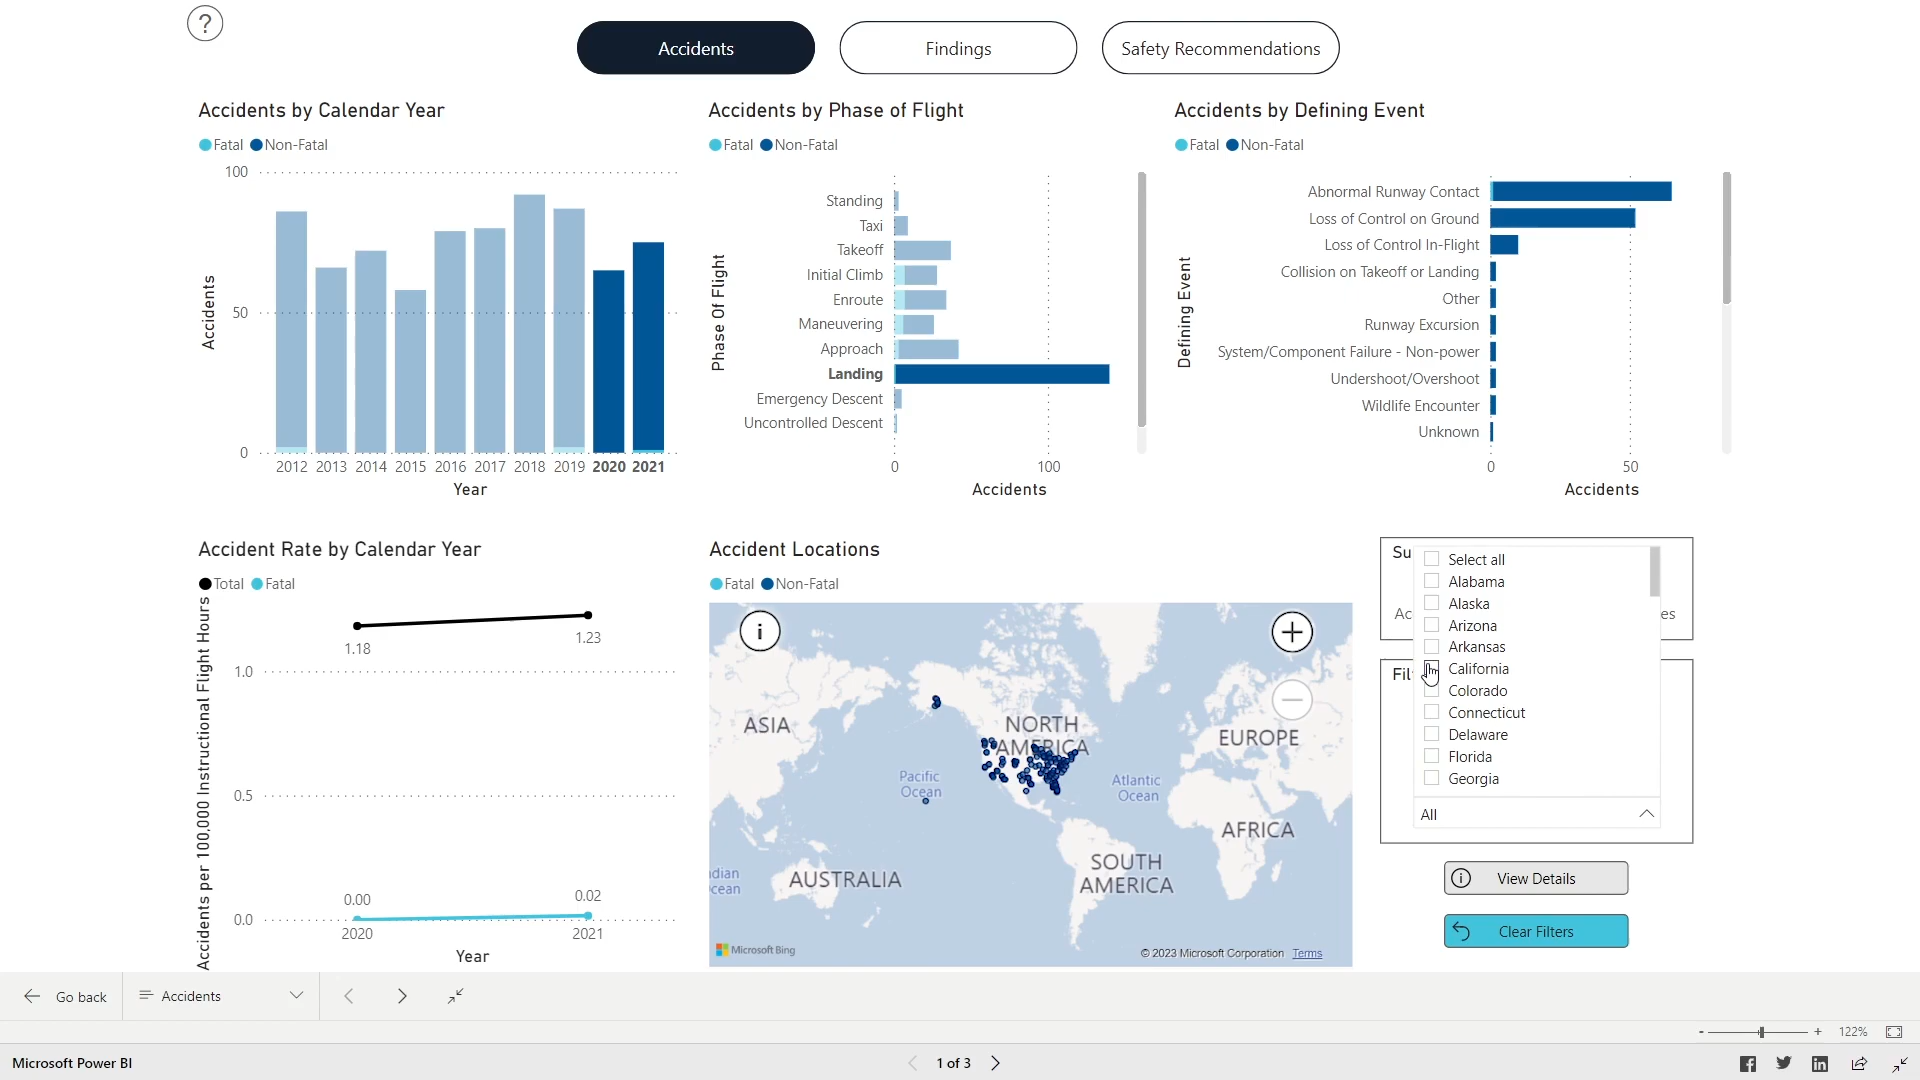 ?
Accidents
Findings
Safety Recommendations
Accidents by Calendar Year
Fatal Non-Fatal
100
50
0
Accidents
2012 2013 2014 2015 2016 2017 2018 2019 2020 2021
Year
Accidents by Phase of Flight
Fatal Non-Fatal
Phase Of Flight
Standing
Taxi
Takeoff
Initial Climb
Enroute
Maneuvering
Approach
Landing
Emergency Descent
Uncontrolled Descent
0 100
Accidents
Accidents by Defining Event
Fatal Non-Fatal
Defining Event
Abnormal Runway Contact
Loss of Control on Ground
Loss of Control In-Flight
Collision on Takeoff or Landing
Other
Runway Excursion
System/Component Failure - Non-power
Undershoot/Overshoot
Wildlife Encounter
Unknown
0 50
Accidents
Accident Rate by Calendar Year
Total Fatal
Accidents per 100,000 Instructional Flight Hours
1.18 1.23
1.0
0.5
0.00 0.02
0.0
2020 2021
Year
Accident Locations
Fatal Non-Fatal
i
+
ASIA
NORTH
AMERICA
EUROPE
Pacific
Ocean
Atlantic
Ocean
AFRICA
dian
cean
AUSTRALIA
SOUTH
AMERICA
Microsoft Bing
© 2023 Microsoft Corporation Terms
Su
Ac
es
Filt
Select all
Alabama
Alaska
Arizona
Arkansas
California
Colorado
Connecticut
Delaware
Florida
Georgia
All
View Details
Clear Filters
Go back
Accidents
- + 122%
Microsoft Power BI
1 of 3